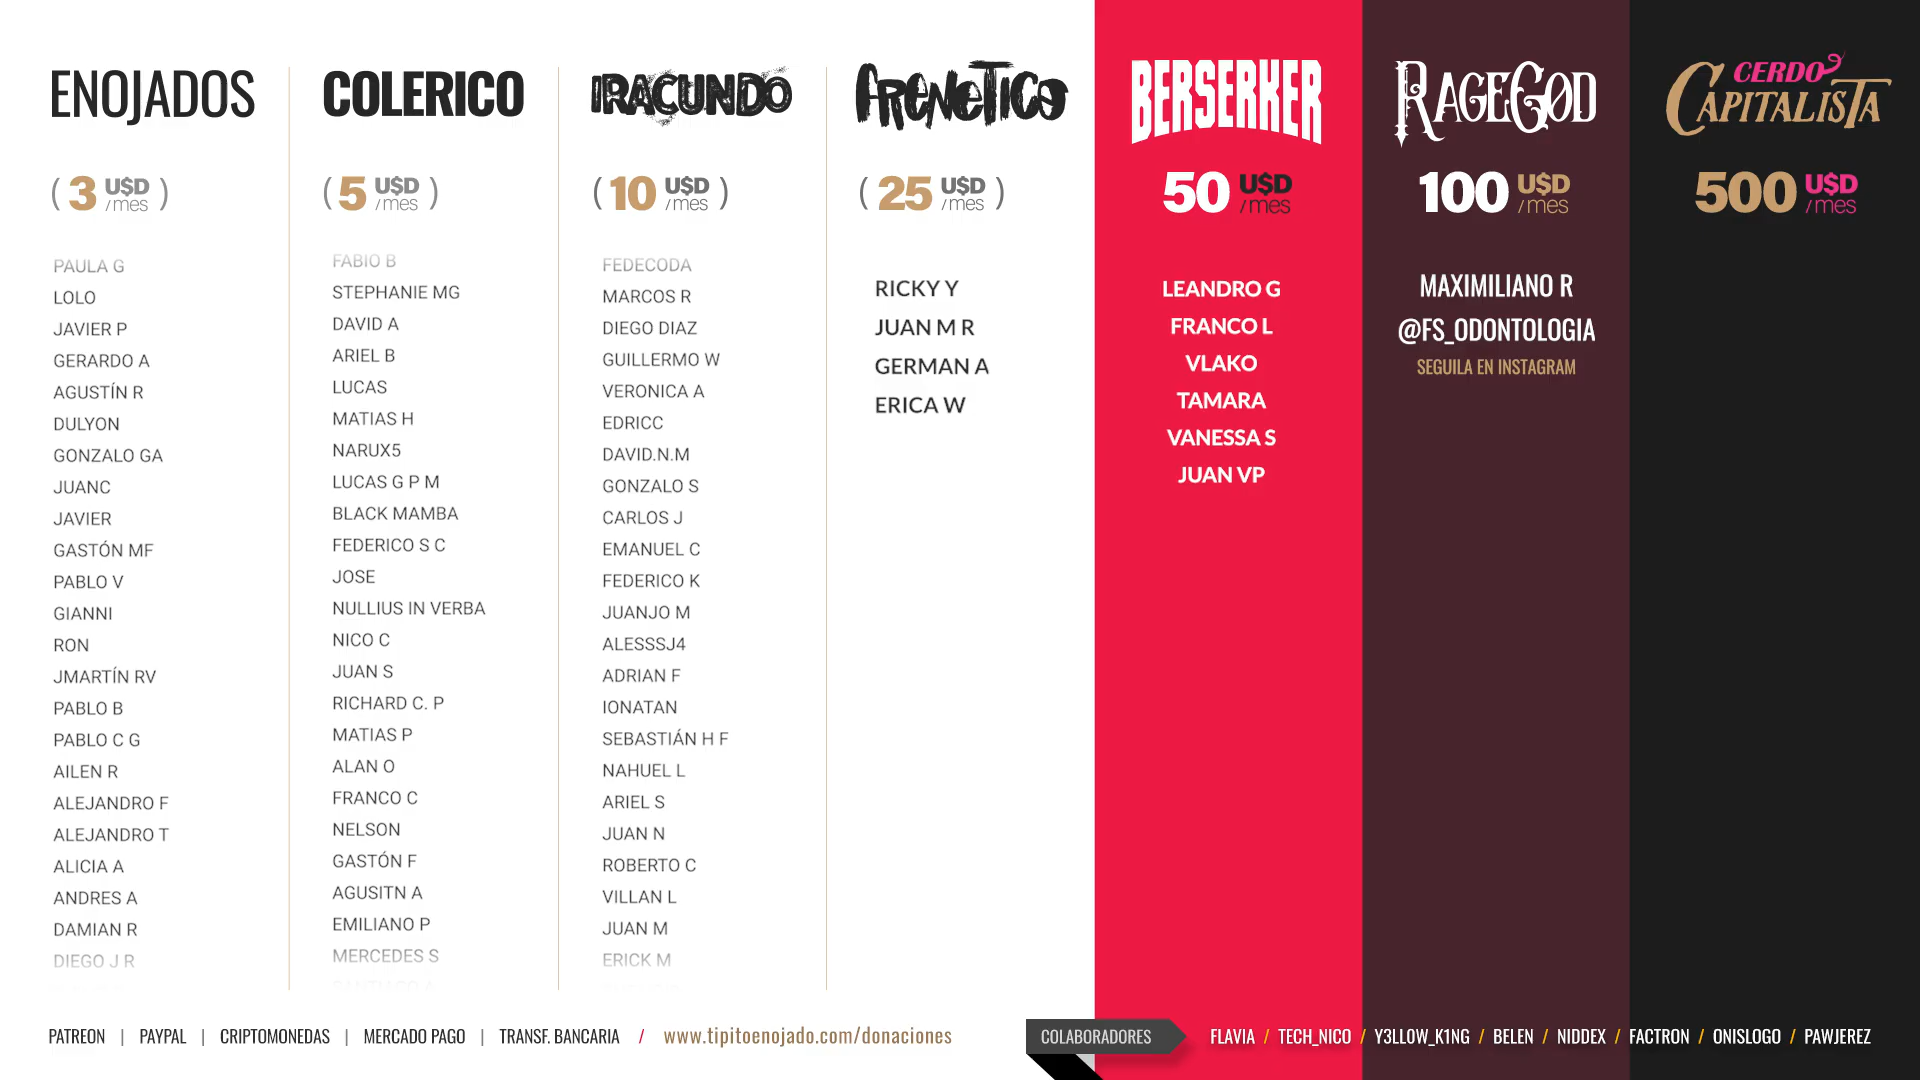 ENOJADOS
( 3 U$D /mes )
PAULA G
LOLO
JAVIER P
GERARDO A
AGUSTÍN R
DULYON
GONZALO GA
JUANC
JAVIER
GASTÓN MF
PABLO V
GIANNI
RON
JMARTÍN RV
PABLO B
PABLO C G
AILEN R
ALEJANDRO F
ALEJANDRO T
ALICIA A
ANDRES A
DAMIAN R
DIEGO J R
COLERICO
( 5 U$D /mes )
FABIO B
STEPHANIE MG
DAVID A
ARIEL B
LUCAS
MATIAS H
NARUX5
LUCAS G P M
BLACK MAMBA
FEDERICO S C
JOSE
NULLIUS IN VERBA
NICO C
JUAN S
RICHARD C. P
MATIAS P
ALAN O
FRANCO C
NELSON
GASTÓN F
AGUSITN A
EMILIANO P
MERCEDES S
IRACUNDO
( 10 U$D /mes )
FEDECODA
MARCOS R
DIEGO DIAZ
GUILLERMO W
VERONICA A
EDRICC
DAVID.N.M
GONZALO S
CARLOS J
EMANUEL C
FEDERICO K
JUANJO M
ALESSSJ4
ADRIAN F
IONATAN
SEBASTIÁN H F
NAHUEL L
ARIEL S
JUAN N
ROBERTO C
VILLAN L
JUAN M
ERICK M
FRENETICO
( 25 U$D /mes )
RICKY Y
JUAN M R
GERMAN A
ERICA W
BERSERKER
50 U$D /mes
LEANDRO G
FRANCO L
VLAKO
TAMARA
VANESSA S
JUAN VP
RAGEGOD
100 U$D /mes
MAXIMILIANO R
@FS_ODONTOLOGIA
SEGUILA EN INSTAGRAM
CERDO
CAPITALISTA
500 U$D /mes
PATREON | PAYPAL | CRIPTOMONEDAS | MERCADO PAGO | TRANSF. BANCARIA / www.tipitoenojado.com/donaciones
COLABORADORES FLAVIA / TECH_NICO / Y3LL0W_K1NG / BELEN / NIDDEX / FACTRON / ONISLOGO / PAWJEREZ